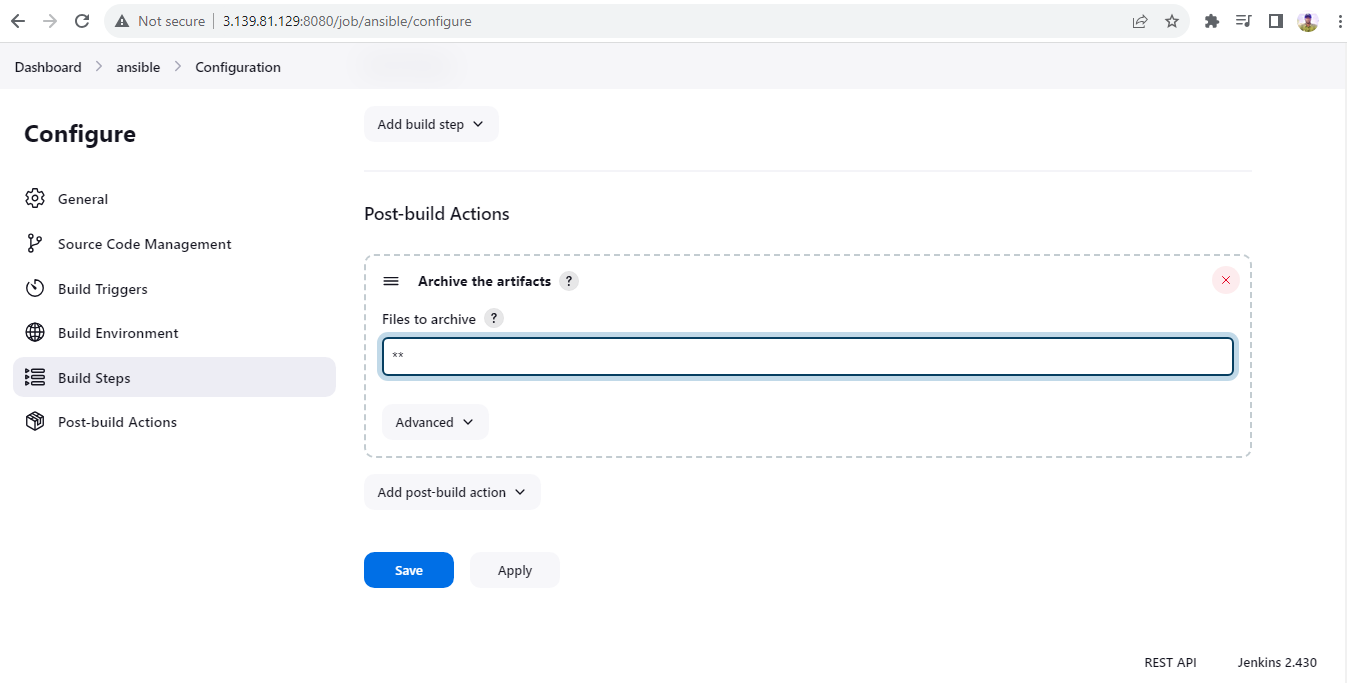 Not secure 3.139.81.129:8080/job/ansible/configure
Dashboard ansible Configuration
Configure
General
Source Code Management
Build Triggers
Build Environment
Build Steps
Post-build Actions
Add build step
Post-build Actions
Archive the artifacts ?
Files to archive ?
**
Advanced
Add post-build action
Save Apply
REST API Jenkins 2.430